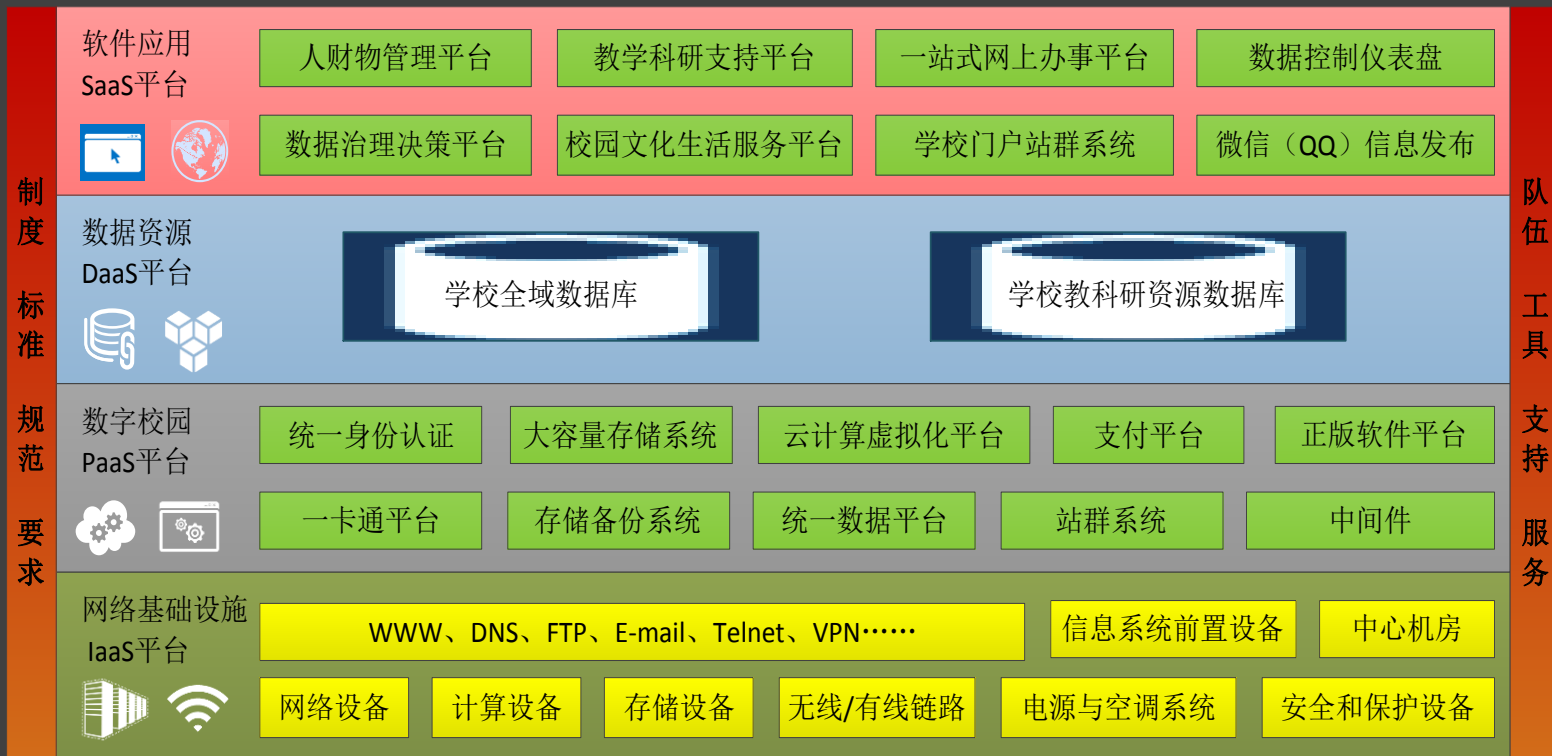 制度 标准 规范 要求
软件应用
SaaS平台
人财物管理平台
教学科研支持平台
一站式网上办事平台
数据控制仪表盘
数据治理决策平台
校园文化生活服务平台
学校门户站群系统
微信（QQ）信息发布
数据资源
DaaS平台
学校全域数据库
学校教科研资源数据库
数字校园
PaaS平台
统一身份认证
大容量存储系统
云计算虚拟化平台
支付平台
正版软件平台
一卡通平台
存储备份系统
统一数据平台
站群系统
中间件
网络基础设施
IaaS平台
WWW、DNS、FTP、E-mail、Telnet、VPN……
信息系统前置设备
中心机房
网络设备
计算设备
存储设备
无线/有线链路
电源与空调系统
安全和保护设备
队伍 工具 支持 服务